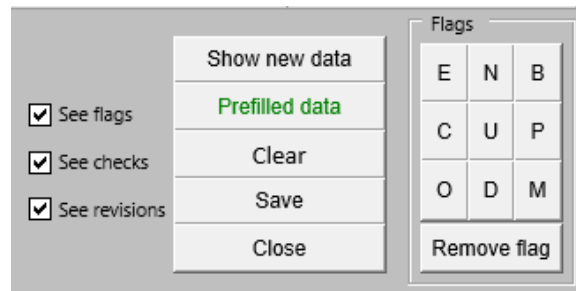 See flags
See checks
See revisions
Show new data
Prefilled data
Clear
Save
Close
Flags
E N B
C U P
O D M
Remove flag